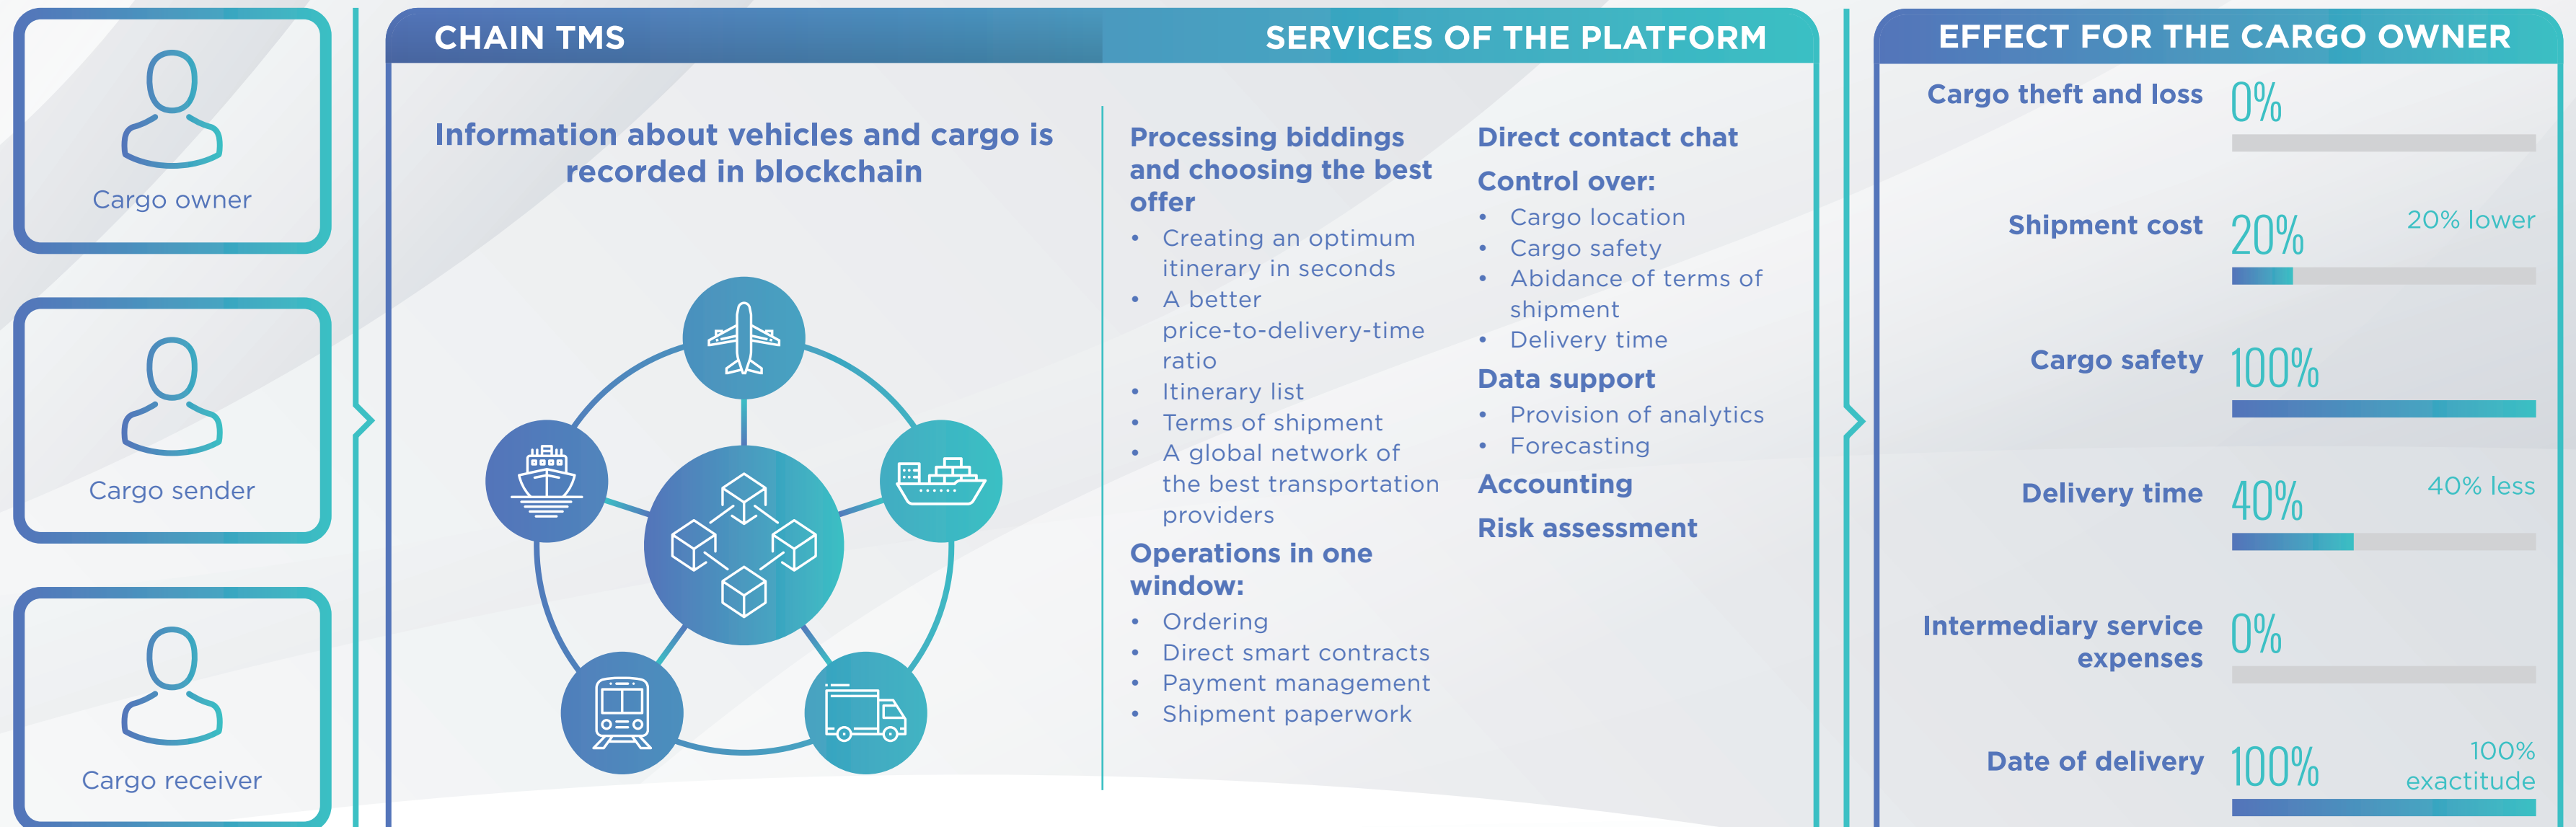 Cargo owner
Cargo sender
Cargo receiver
CHAIN TMS
Information about vehicles and cargo is
recorded in blockchain
SERVICES OF THE PLATFORM
Processing biddings
and choosing the best
offer
• Creating an optimum
itinerary in seconds
• A better
price-to-delivery-time
ratio
• Itinerary list
• Terms of shipment
• A global network of
the best transportation
providers
Operations in one
window:
• Ordering
• Direct smart contracts
• Payment management
• Shipment paperwork
Direct contact chat
Control over:
• Cargo location
• Cargo safety
• Abidance of terms of
shipment
• Delivery time
Data support
• Provision of analytics
• Forecasting
Accounting
Risk assessment
EFFECT FOR THE CARGO OWNER
Cargo theft and loss 0%
Shipment cost 20% 20% lower
Cargo safety 100%
Delivery time 40% 40% less
Intermediary service
expenses
0%
Date of delivery 100% 100%
exactitude